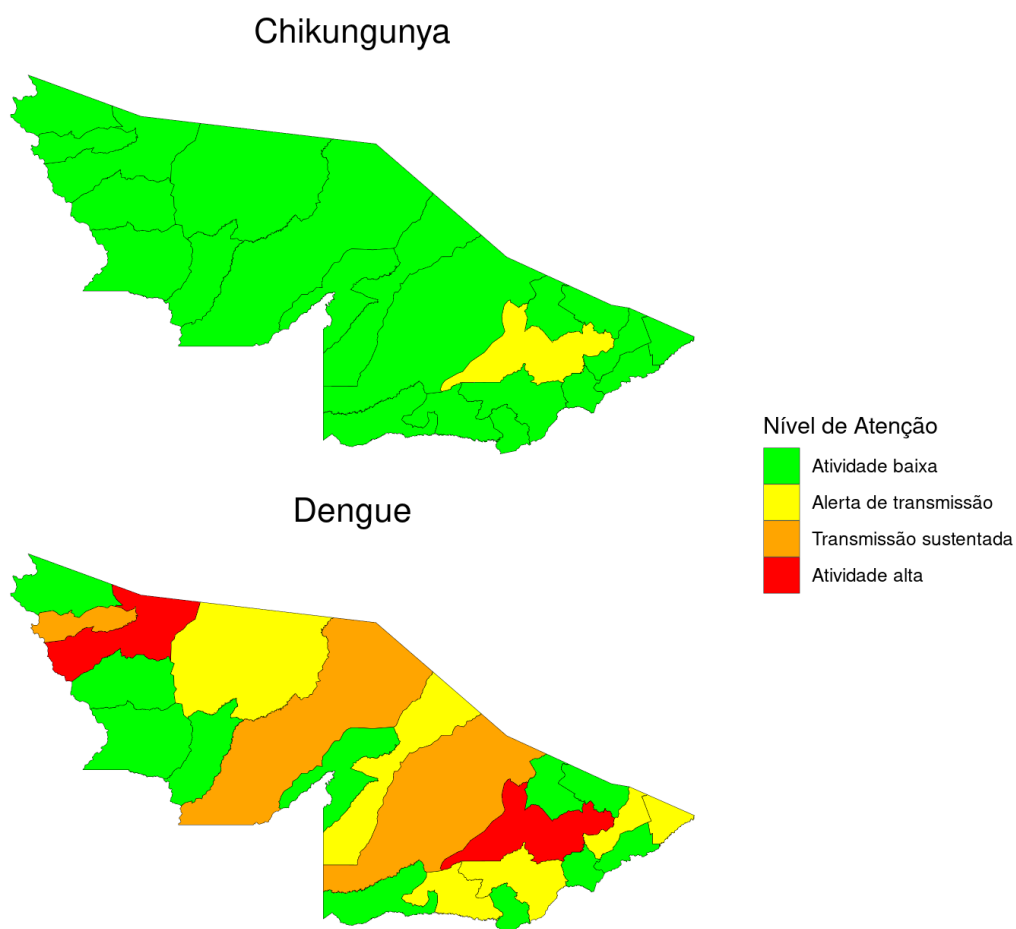 Chikungunya
Nível de Atenção
Atividade baixa
Alerta de transmissão
Transmissão sustentada
Atividade alta
Dengue